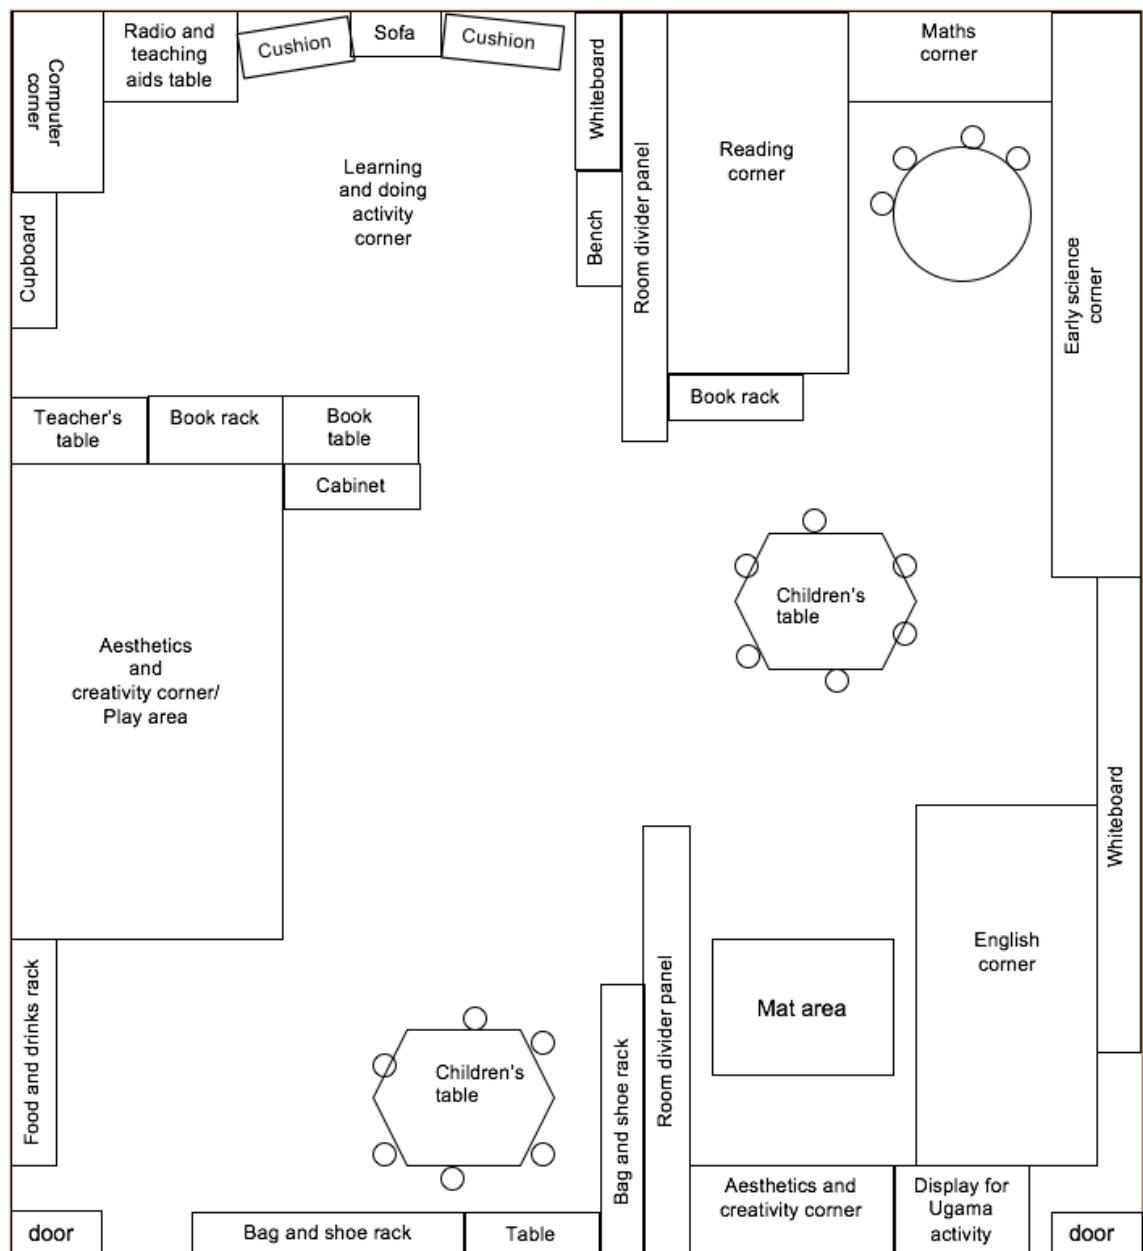 Computer
corner
Radio and
teaching
aids table
Cushion
Sofa
Cushion
Whiteboard
Room divider panel
Reading
corner
Maths
corner
Early science
corner
Learning
and doing
activity
corner
Bench
Cupboard
Book rack
Teacher's
table
Book rack
Book
table
Cabinet
Children's
table
Aesthetics
and
creativity corner/
Play area
Whiteboard
English
corner
Mat area
Room divider panel
Food and drinks rack
Children's
table
Bag and shoe rack
Aesthetics and
creativity corner
Display for
Ugama
activity
door
Bag and shoe rack
Table
door